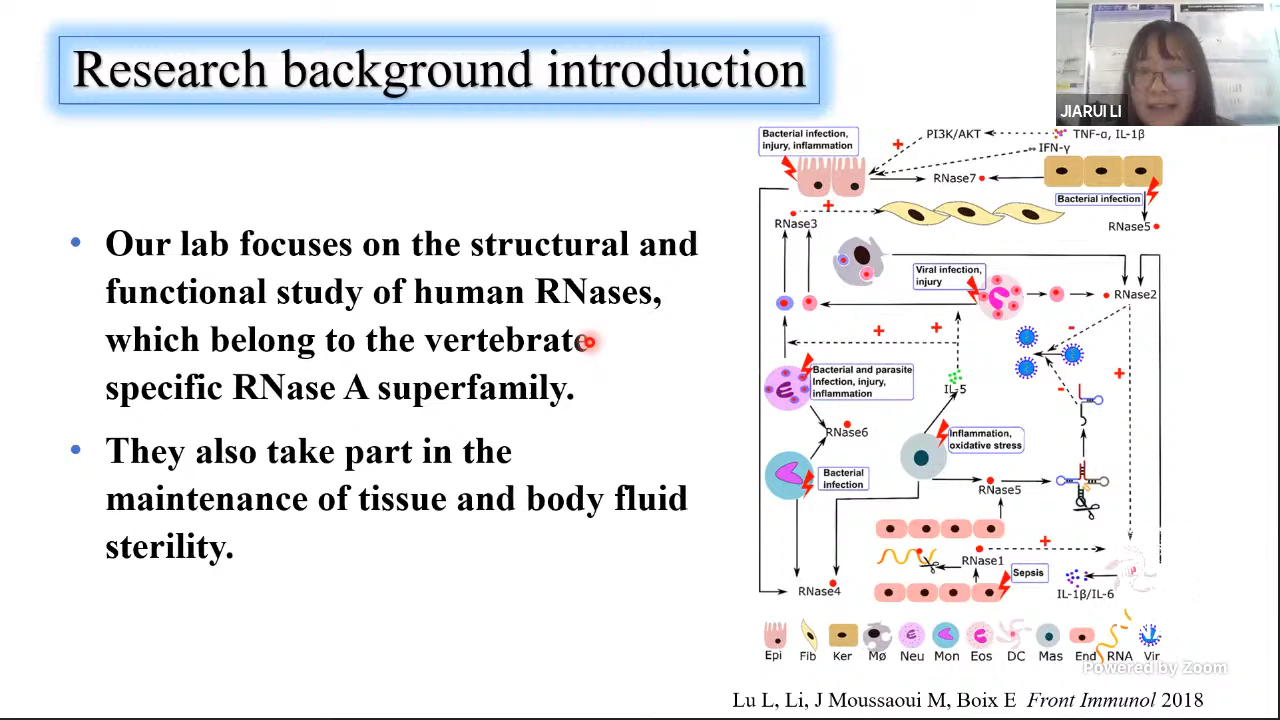 Research background introduction
JIARUI LI
Our lab focuses on the structural and
functional study of human RNases,
which belong to the vertebrate
specific RNase A superfamily.
They also take part in the
maintenance of tissue and body fluid
sterility.
Bacterial infection,
injury, inflammation
+
PI3K/AKT
TNF-α, IL-1β
IFN-γ
RNase7
Bacterial infection
RNase5
+
RNase3
Viral infection,
injury
RNase2
+
+
-
+
-
Bacterial and parasite
Infection, injury,
inflammation
IL-5
RNase6
Inflammation,
oxidative stress
Bacterial
infection
RNase5
+
RNase1
Sepsis
IL-1β/IL-6
RNase4
Epi Fib Ker Mø Neu Mon Eos DC Mas End RNA Vir
Powered by Zoom
Lu L, Li, J Moussaoui M, Boix E Front Immunol 2018